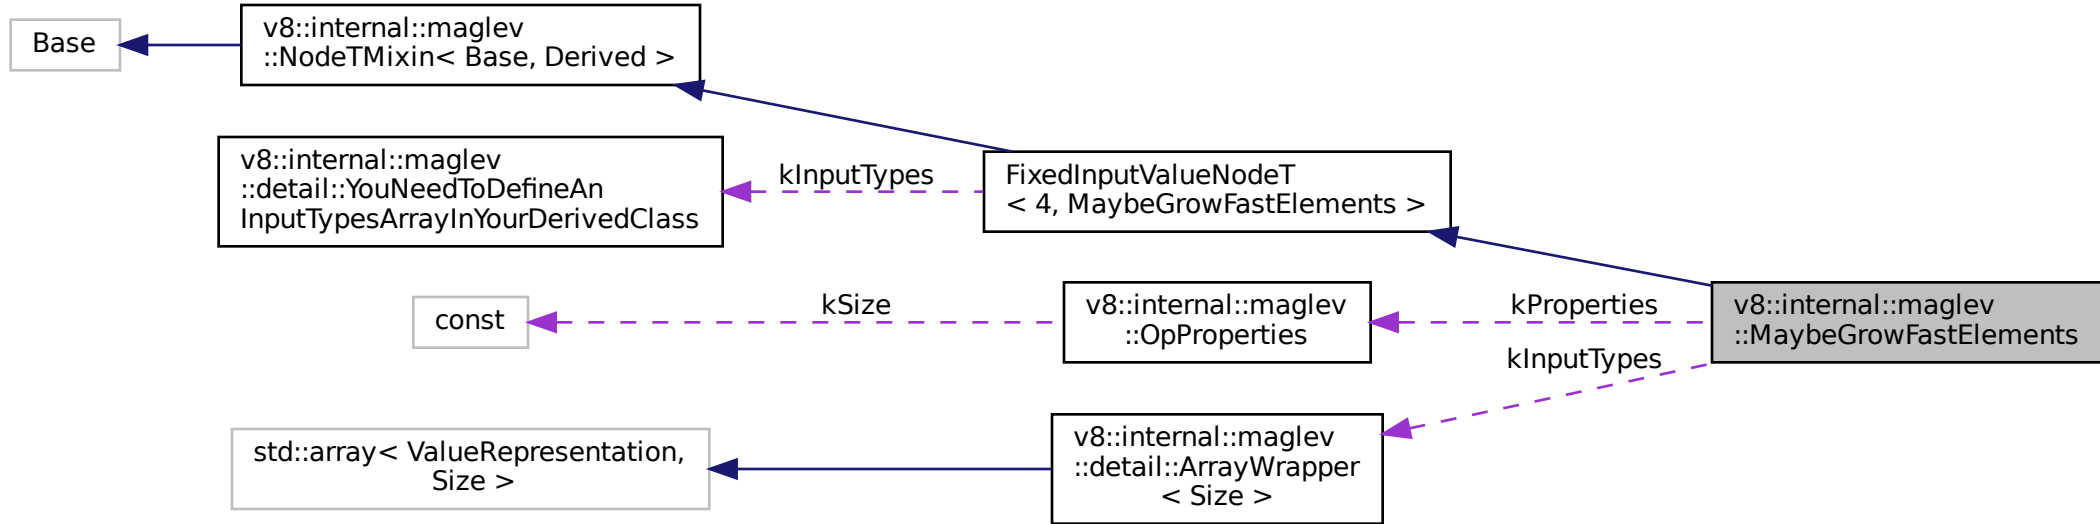 Base
v8::internal::maglev
::NodeTMixin< Base, Derived >
v8::internal::maglev
::detail::YouNeedToDefineAn
InputTypesArrayInYourDerivedClass
kInputTypes
FixedInputValueNodeT
< 4, MaybeGrowFastElements >
const
kSize
v8::internal::maglev
::OpProperties
kProperties
v8::internal::maglev
::MaybeGrowFastElements
kInputTypes
std::array< ValueRepresentation,
Size >
v8::internal::maglev
::detail::ArrayWrapper
< Size >